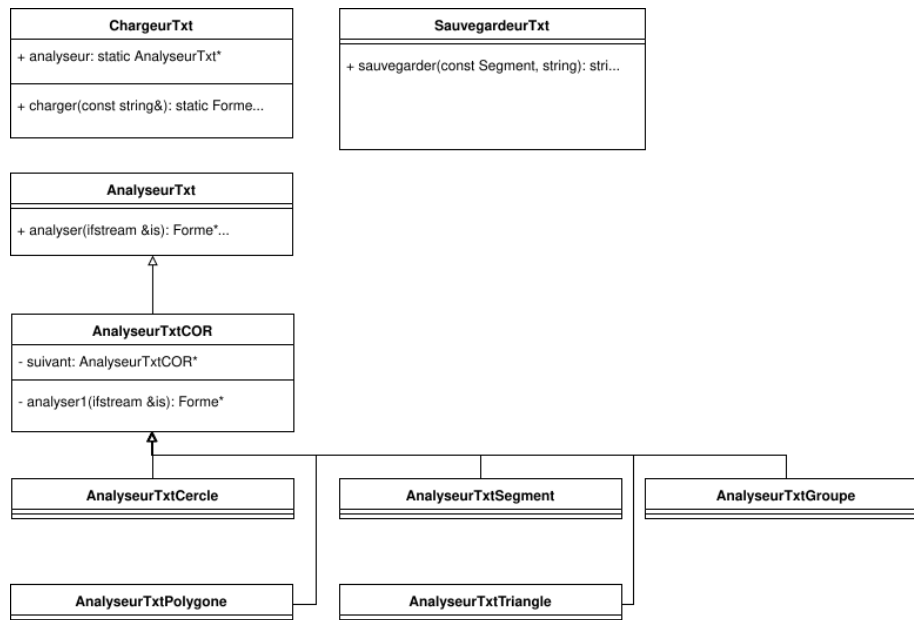 ChargeurTxt
+ analyseur: static AnalyseurTxt*
+ charger(const string&): static Forme...
SauvegardeurTxt
+ sauvegarder(const Segment, string): stri...
AnalyseurTxt
+ analyser(ifstream &is): Forme*...
AnalyseurTxtCOR
- suivant: AnalyseurTxtCOR*
- analyser1(ifstream &is): Forme*
AnalyseurTxtCercle
AnalyseurTxtSegment
AnalyseurTxtGroupe
AnalyseurTxtPolygone
AnalyseurTxtTriangle